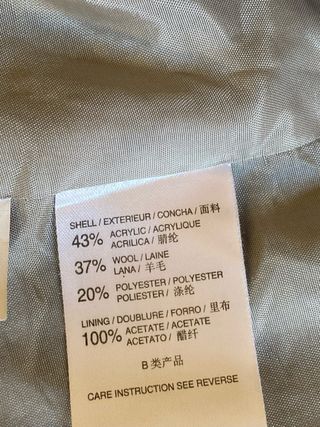 SHELL / EXTERIEUR / CONCHA / 面料
43% ACRYLIC / ACRYLIQUE
ACRILICA / 腈纶
37% WOOL / LAINE
LANA / 羊毛
20% POLYESTER / POLYESTER
POLIESTER / 涤纶
LINING / DOUBLURE / FORRO / 里布
100% ACETATE / ACETATE
ACETATO / 醋纤
B 类产品
CARE INSTRUCTION SEE REVERSE